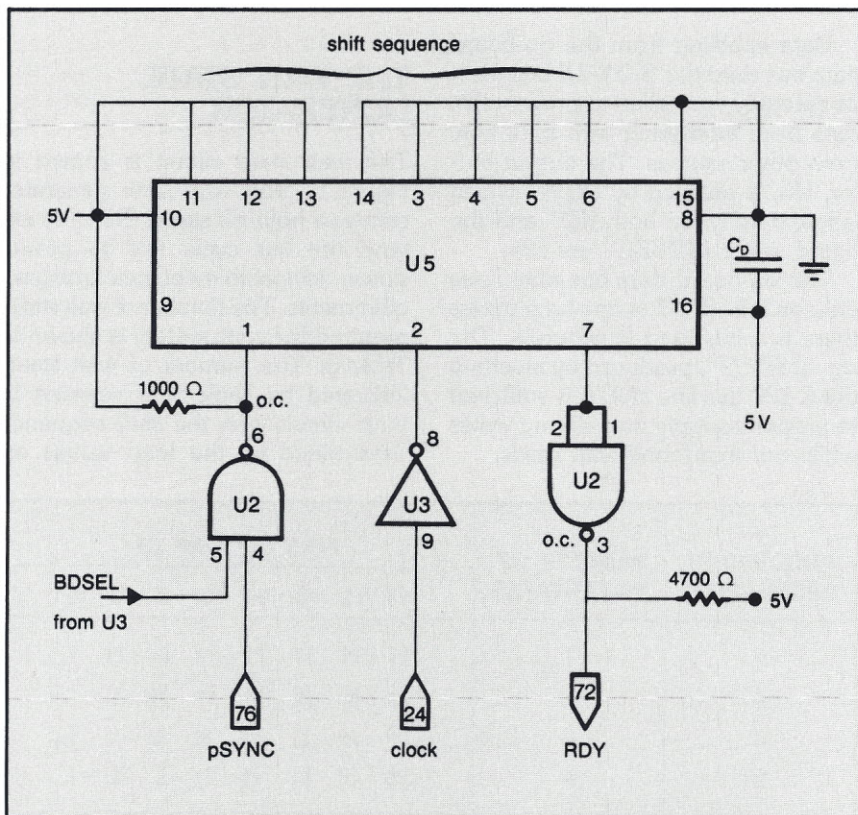 shift sequence
11 12 13 14 3 4 5 6 15
5V 10 8
U5 C_D
9 16
1 2 7
1000 Ω o.c. 5V
6 8 2 1
U2 U3 U2
5 4 9 o.c. 3
BDSEL 4700 Ω 5V
from U3
76 24 72
pSYNC clock RDY